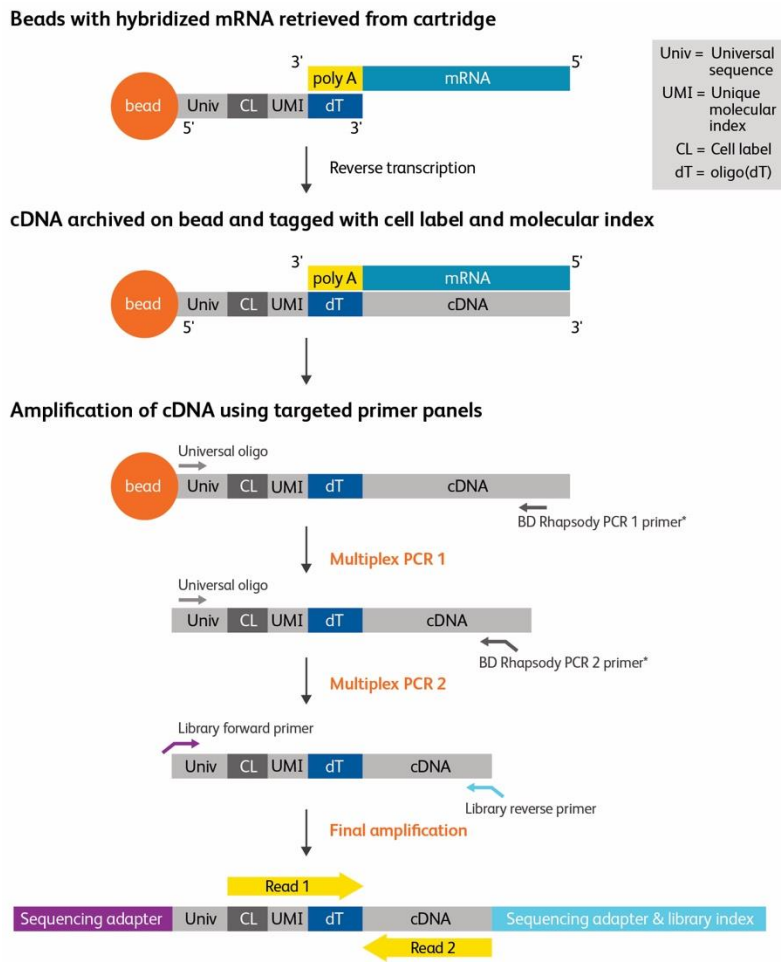 Beads with hybridized mRNA retrieved from cartridge
Univ = Universal
sequence
UMI = Unique
molecular
index
CL = Cell label
dT = oligo(dT)
3' 5'
poly A mRNA
bead Univ CL UMI dT
5' 3'
Reverse transcription
cDNA archived on bead and tagged with cell label and molecular index
3' 5'
poly A mRNA
bead Univ CL UMI dT cDNA
5' 3'
Amplification of cDNA using targeted primer panels
Universal oligo
bead Univ CL UMI dT cDNA
BD Rhapsody PCR 1 primer*
Multiplex PCR 1
Universal oligo
Univ CL UMI dT cDNA
BD Rhapsody PCR 2 primer*
Multiplex PCR 2
Library forward primer
Univ CL UMI dT cDNA
Library reverse primer
Final amplification
Read 1
Sequencing adapter Univ CL UMI dT cDNA Sequencing adapter & library index
Read 2